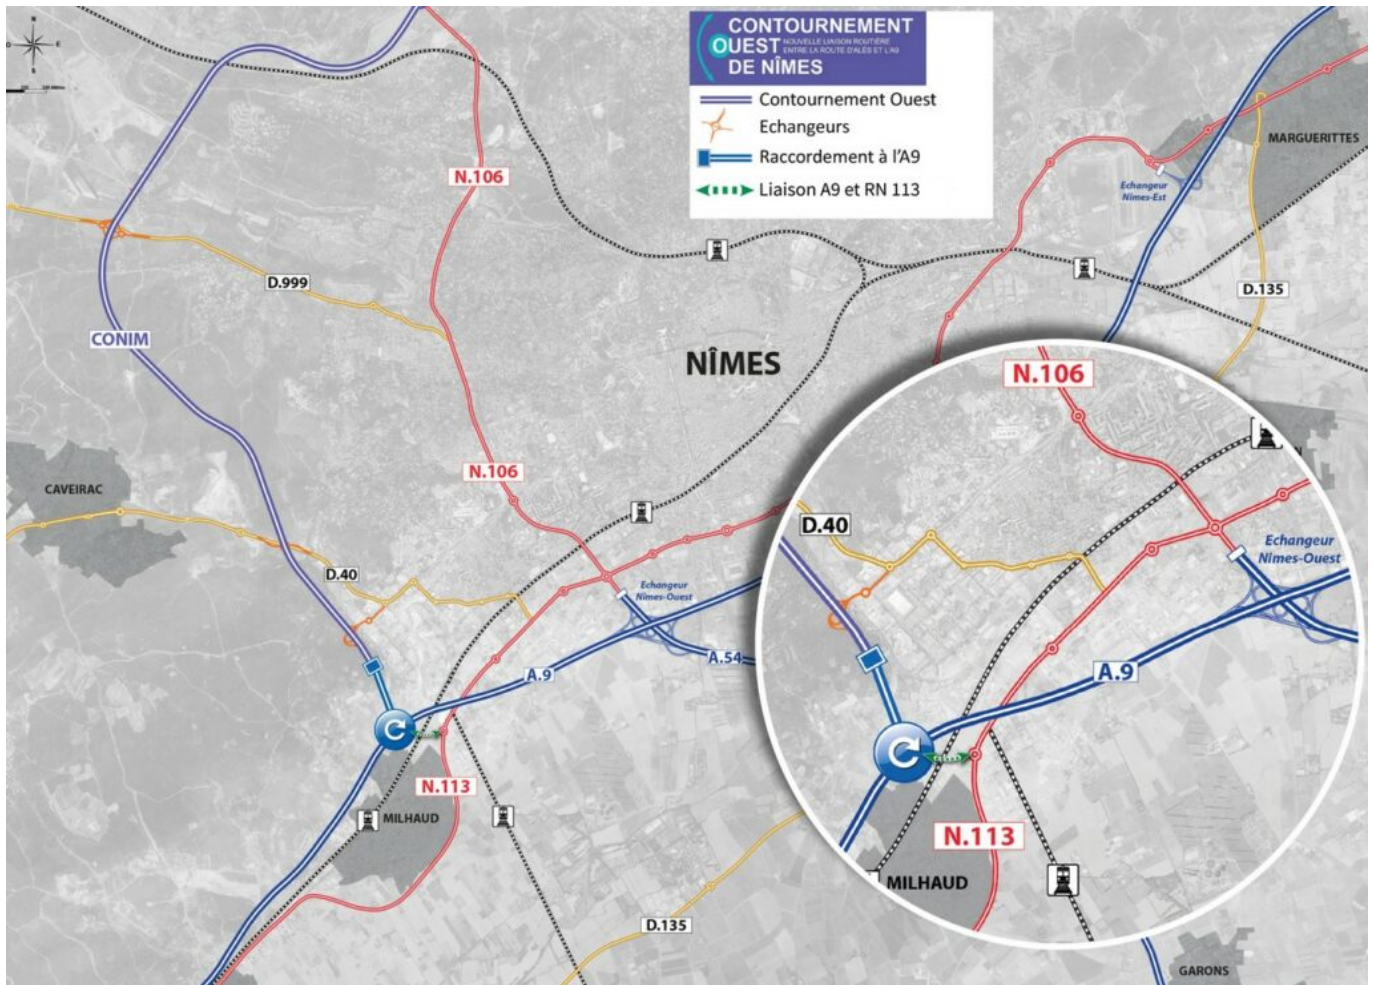 N
E
S
CONTOURNEMENT
OUEST NOUVELLE LIAISON ROUTIÈRE
ENTRE LA ROUTE D'ALÈS ET L'A9
DE NÎMES
Contournement Ouest
Echangeurs
Raccordement à l'A9
Liaison A9 et RN 113
MARGUERITTES
N.106
Echangeur
Nîmes-Est
D.999
D.135
CONIM
NÎMES
N.106
N.106
CAVEIRAC
D.40
D.40
Echangeur
Nîmes-Ouest
Echangeur
Nîmes-Ouest
A.54
A.9
A.9
N.113
MILHAUD
N.113
MILHAUD
D.135
GARONS